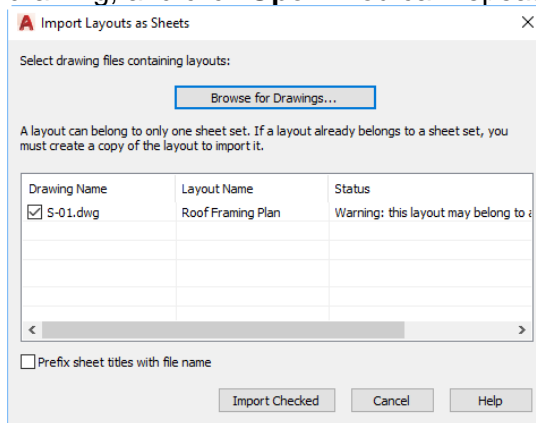 Import Layouts as Sheets
Select drawing files containing layouts:
Browse for Drawings...
A layout can belong to only one sheet set. If a layout already belongs to a sheet set, you
must create a copy of the layout to import it.
Drawing Name Layout Name Status
S-01.dwg Roof Framing Plan Warning: this layout may belong to
Prefix sheet titles with file name
Import Checked Cancel Help